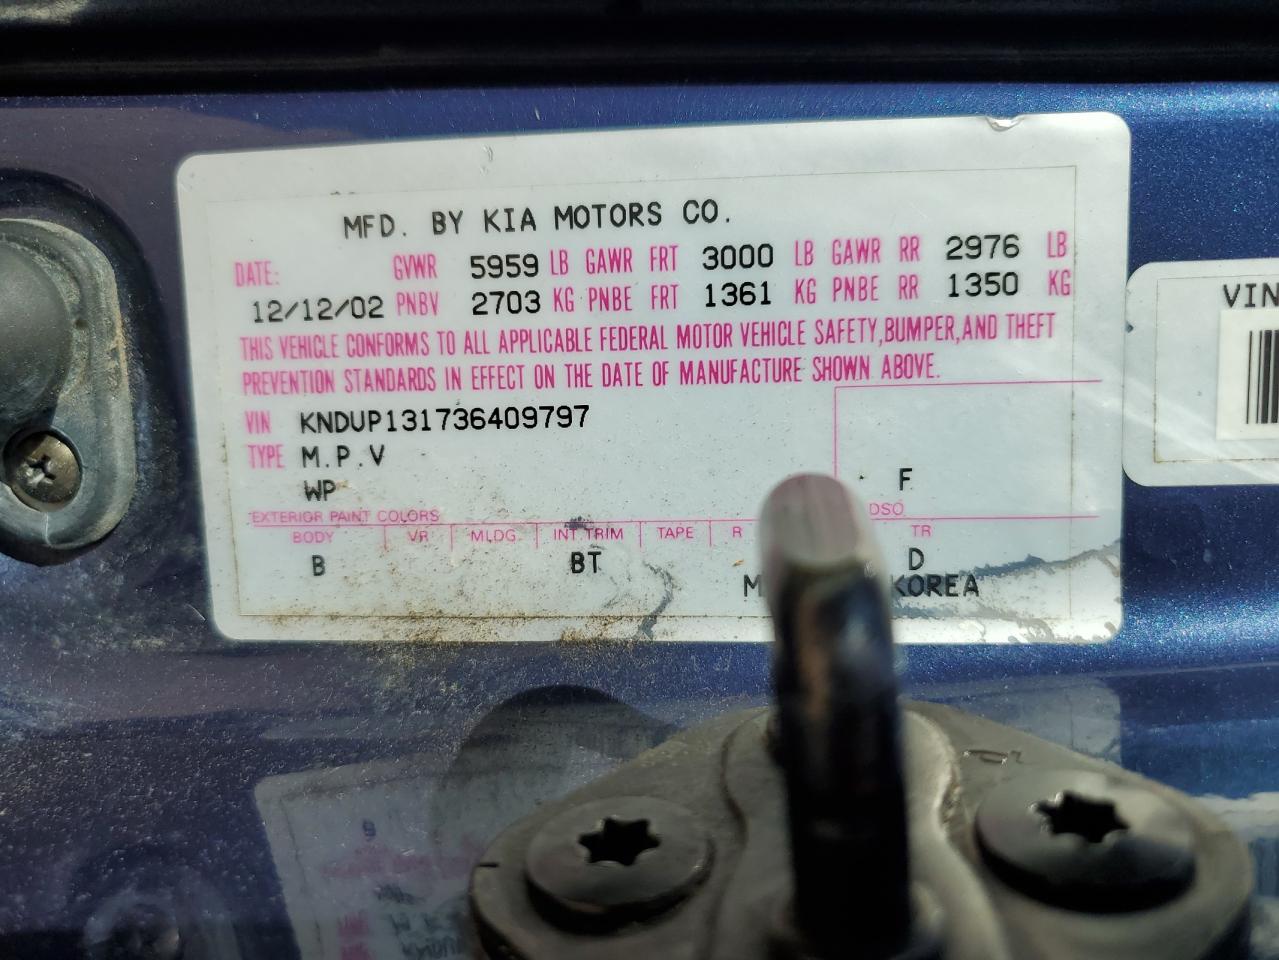 MFD. BY KIA MOTORS CO.
DATE: GVWR 5959 LB GAWR FRT 3000 LB GAWR RR 2976 LB
12/12/02 PNBV 2703 KG PNBE FRT 1361 KG PNBE RR 1350 KG
THIS VEHICLE CONFORMS TO ALL APPLICABLE FEDERAL MOTOR VEHICLE SAFETY, BUMPER, AND THEFT
PREVENTION STANDARDS IN EFFECT ON THE DATE OF MANUFACTURE SHOWN ABOVE.
VIN KNDUP131736409797
TYPE M.P.V
WP
F
EXTERIOR PAINT COLORS DSO
BODY VR MLDG INT.TRIM TAPE R TR
B BT D
M KOREA
VIN